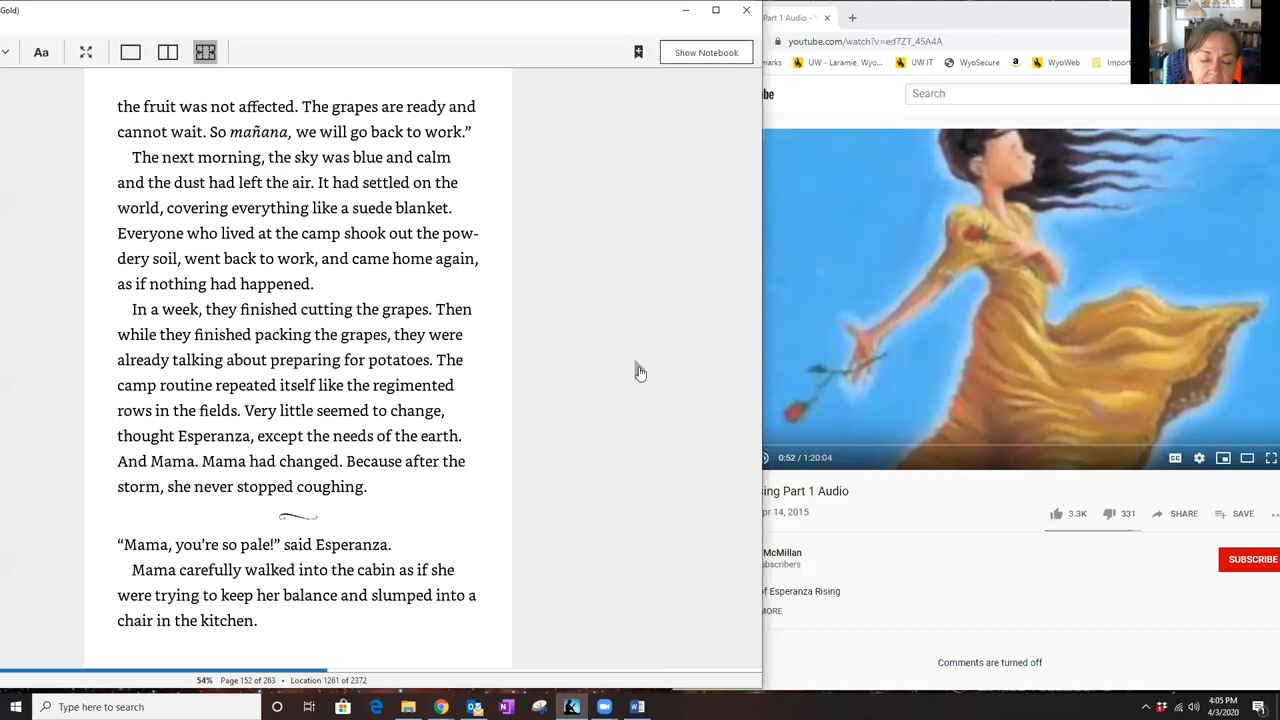 Gold)
Aa
Show Notebook
the fruit was not affected. The grapes are ready and
cannot wait. So mañana, we will go back to work.”
The next morning, the sky was blue and calm
and the dust had left the air. It had settled on the
world, covering everything like a suede blanket.
Everyone who lived at the camp shook out the pow-
dery soil, went back to work, and came home again,
as if nothing had happened.
In a week, they finished cutting the grapes. Then
while they finished packing the grapes, they were
already talking about preparing for potatoes. The
camp routine repeated itself like the regimented
rows in the fields. Very little seemed to change,
thought Esperanza, except the needs of the earth.
And Mama. Mama had changed. Because after the
storm, she never stopped coughing.
“Mama, you’re so pale!” said Esperanza.
Mama carefully walked into the cabin as if she
were trying to keep her balance and slumped into a
chair in the kitchen.
54% Page 152 of 263 Location 1261 of 2372
Part 1 Audio -
youtube.com/watch?v=ed7ZT_45A4A
marks UW - Laramie, Wyo... UW IT WyoSecure WyoWeb Import
be
Search
0:52 / 1:20:04
CC
sing Part 1 Audio
pr 14, 2015
3.3K 331 SHARE SAVE
McMillan
ubscribers
SUBSCRIBE
of Esperanza Rising
MORE
Comments are turned off
Type here to search
4:05 PM
4/3/2020